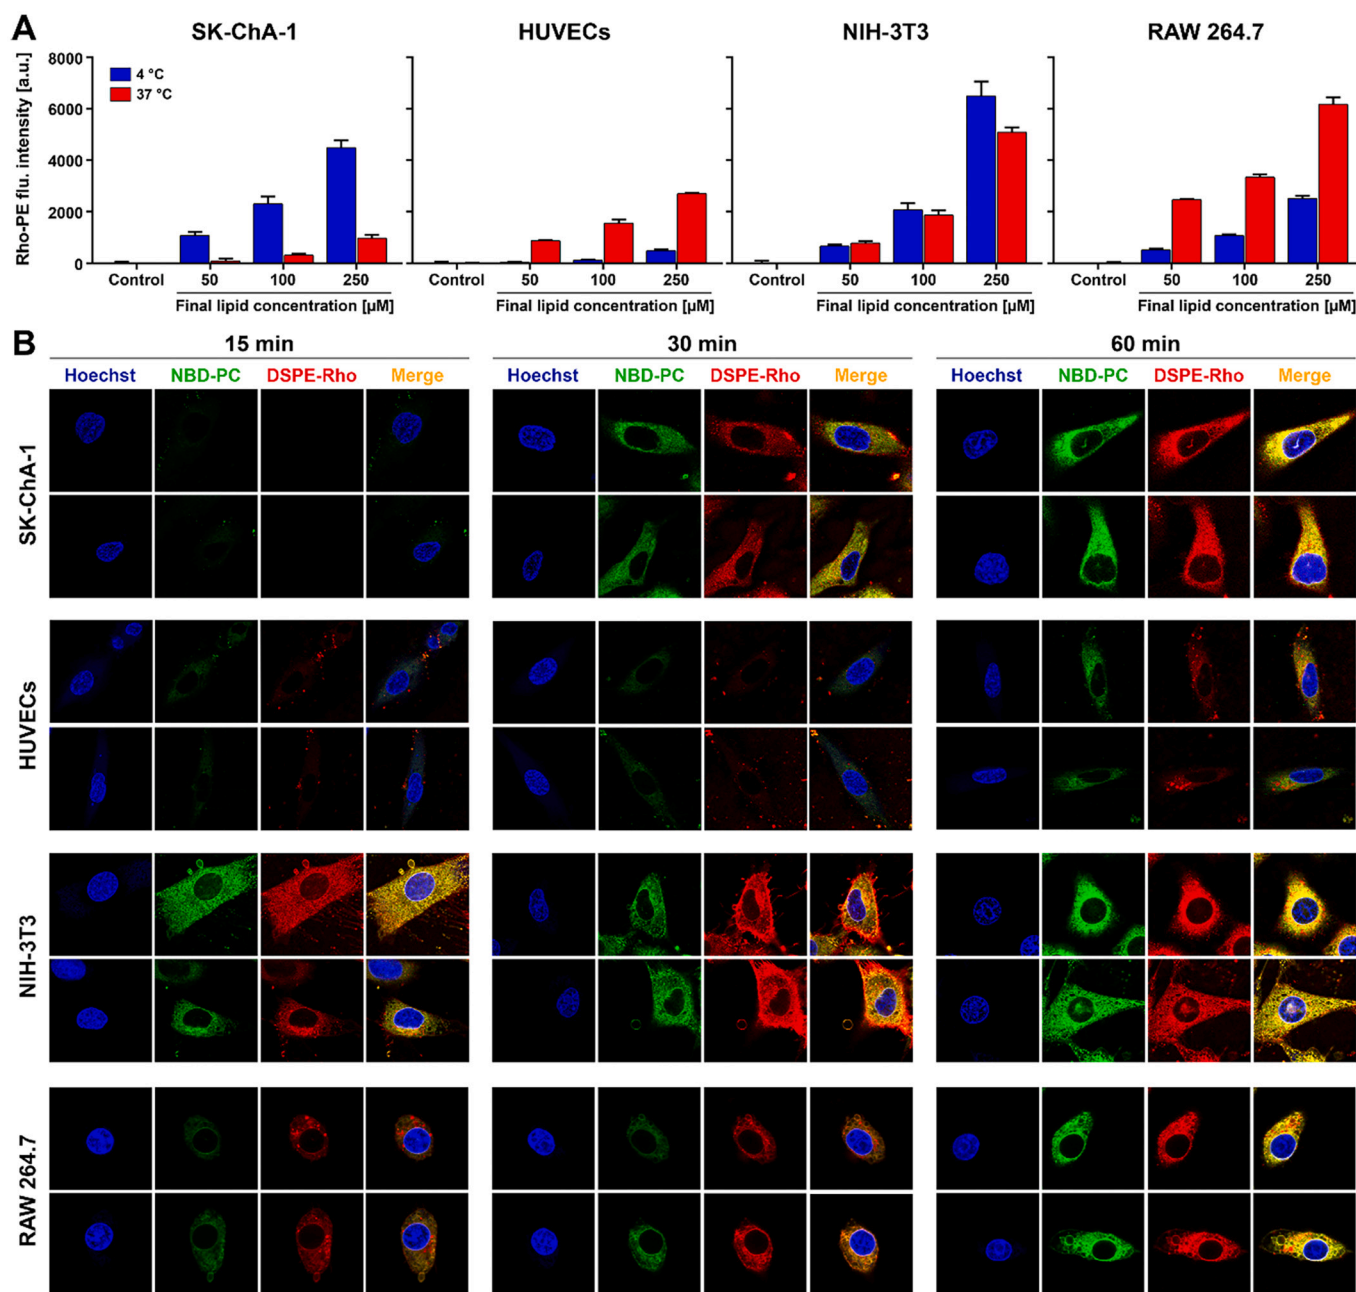 A
SK-ChA-1 HUVECs NIH-3T3 RAW 264.7
Rho-PE flu. intensity [a.u.]
8000
6000
4000
2000
0
4 °C
37 °C
Control 50 100 250 Control 50 100 250 Control 50 100 250 Control 50 100 250
Final lipid concentration [µM] Final lipid concentration [µM] Final lipid concentration [µM] Final lipid concentration [µM]
B
15 min 30 min 60 min
Hoechst NBD-PC DSPE-Rho Merge Hoechst NBD-PC DSPE-Rho Merge Hoechst NBD-PC DSPE-Rho Merge
SK-ChA-1
HUVECs
NIH-3T3
RAW 264.7